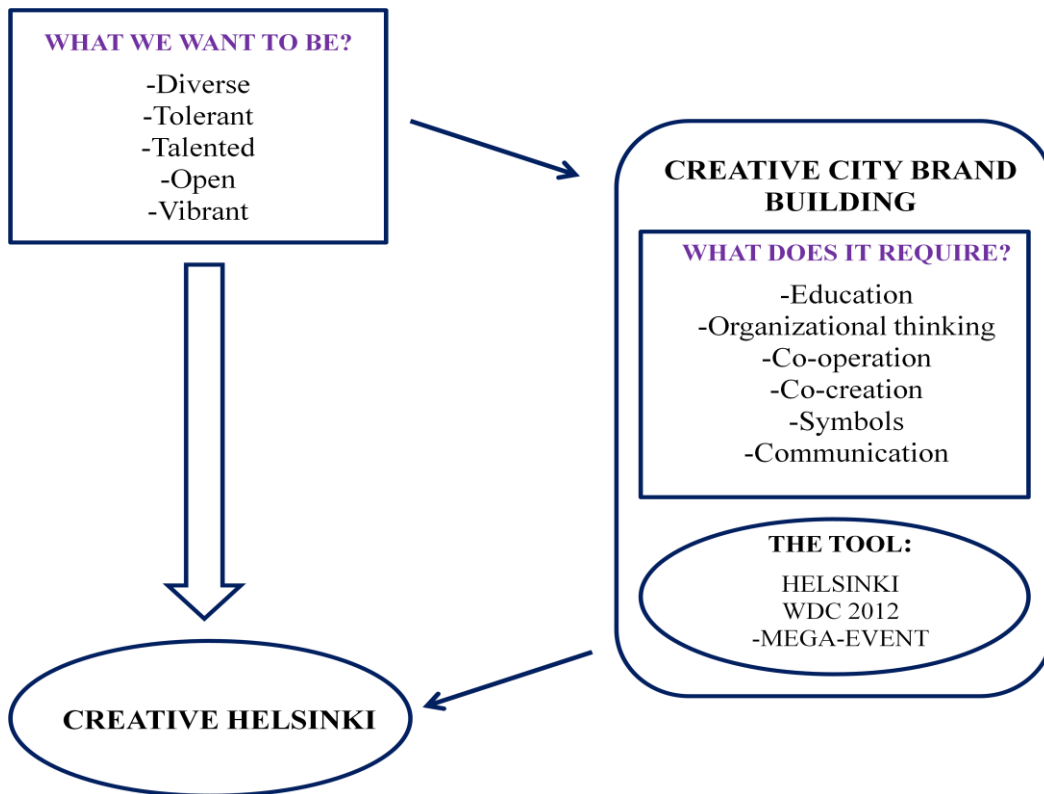 WHAT WE WANT TO BE?
-Diverse
-Tolerant
-Talented
-Open
-Vibrant
CREATIVE CITY BRAND
BUILDING
WHAT DOES IT REQUIRE?
-Education
-Organizational thinking
-Co-operation
-Co-creation
-Symbols
-Communication
THE TOOL:
HELSINKI
WDC 2012
-MEGA-EVENT
CREATIVE HELSINKI